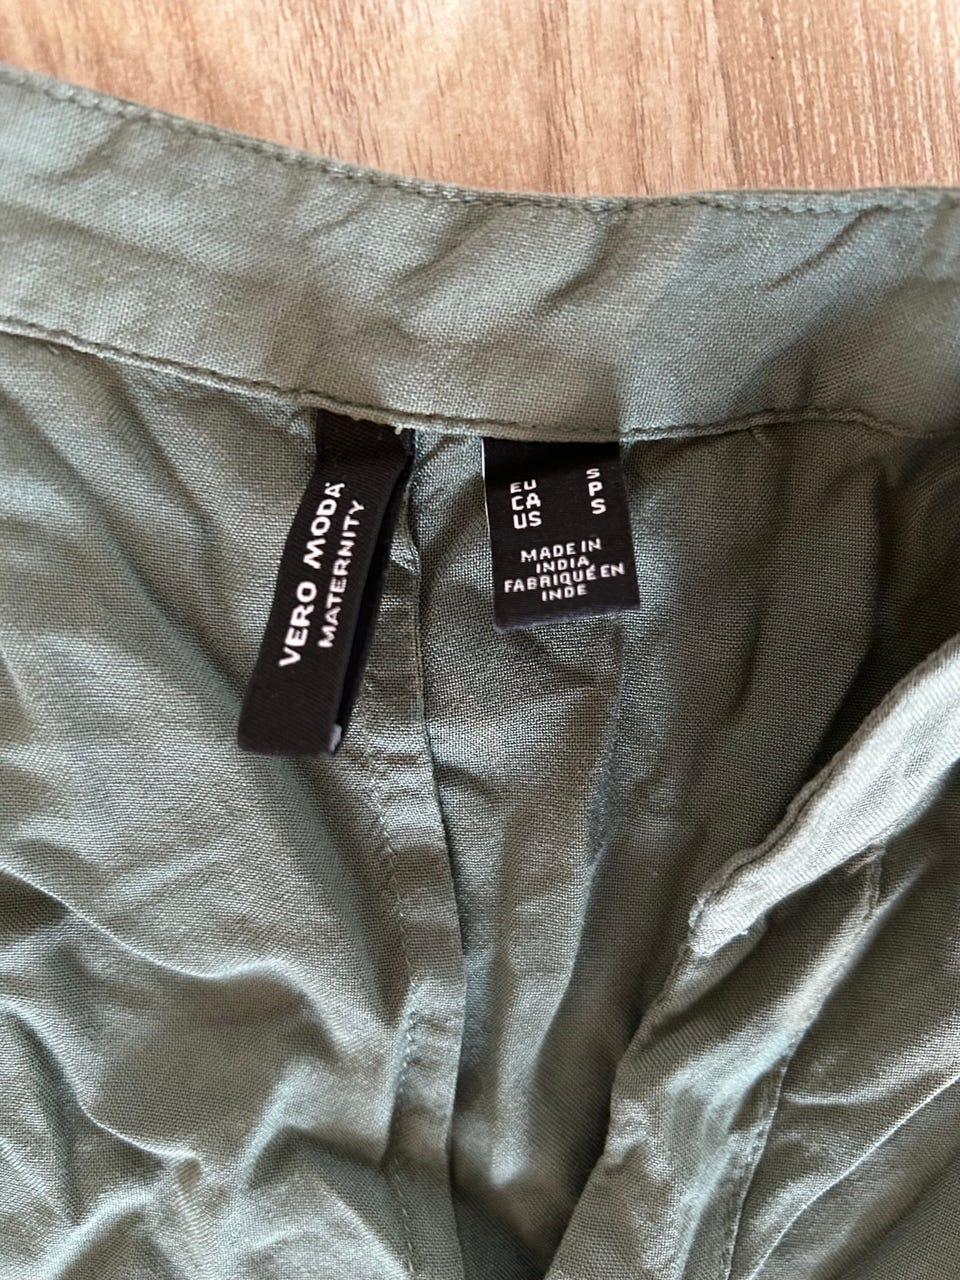 VERO MODA
MATERNITY
EU S
CA P
US S
MADE IN
INDIA,
FABRIQUÉ EN
INDE